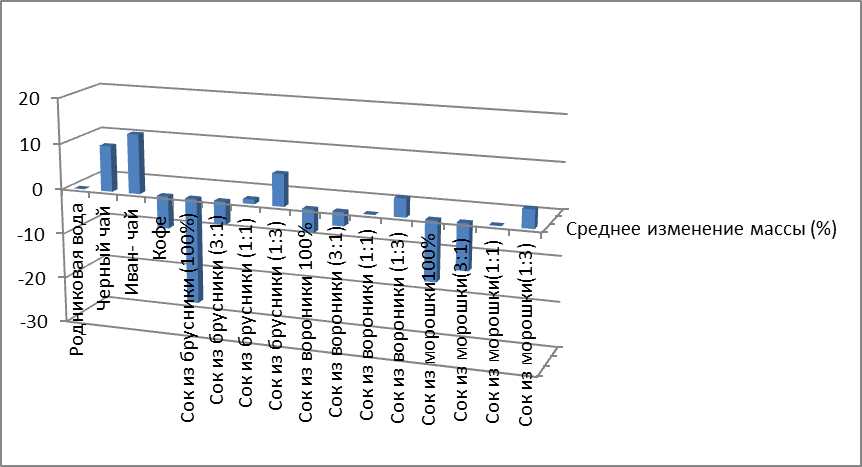 20
10
0
-10
-20
-30
Родниковая вода
Черный чай
Иван- чай
Кофе
Сок из брусники (100%)
Сок из брусники (3:1)
Сок из брусники (1:1)
Сок из брусники (1:3)
Сок из вороники 100%
Сок из вороники (3:1)
Сок из вороники (1:1)
Сок из вороники (1:3)
Сок из морошки100%
Сок из морошки(3:1)
Сок из морошки(1:1)
Сок из морошки(1:3)
Среднее изменение массы (%)